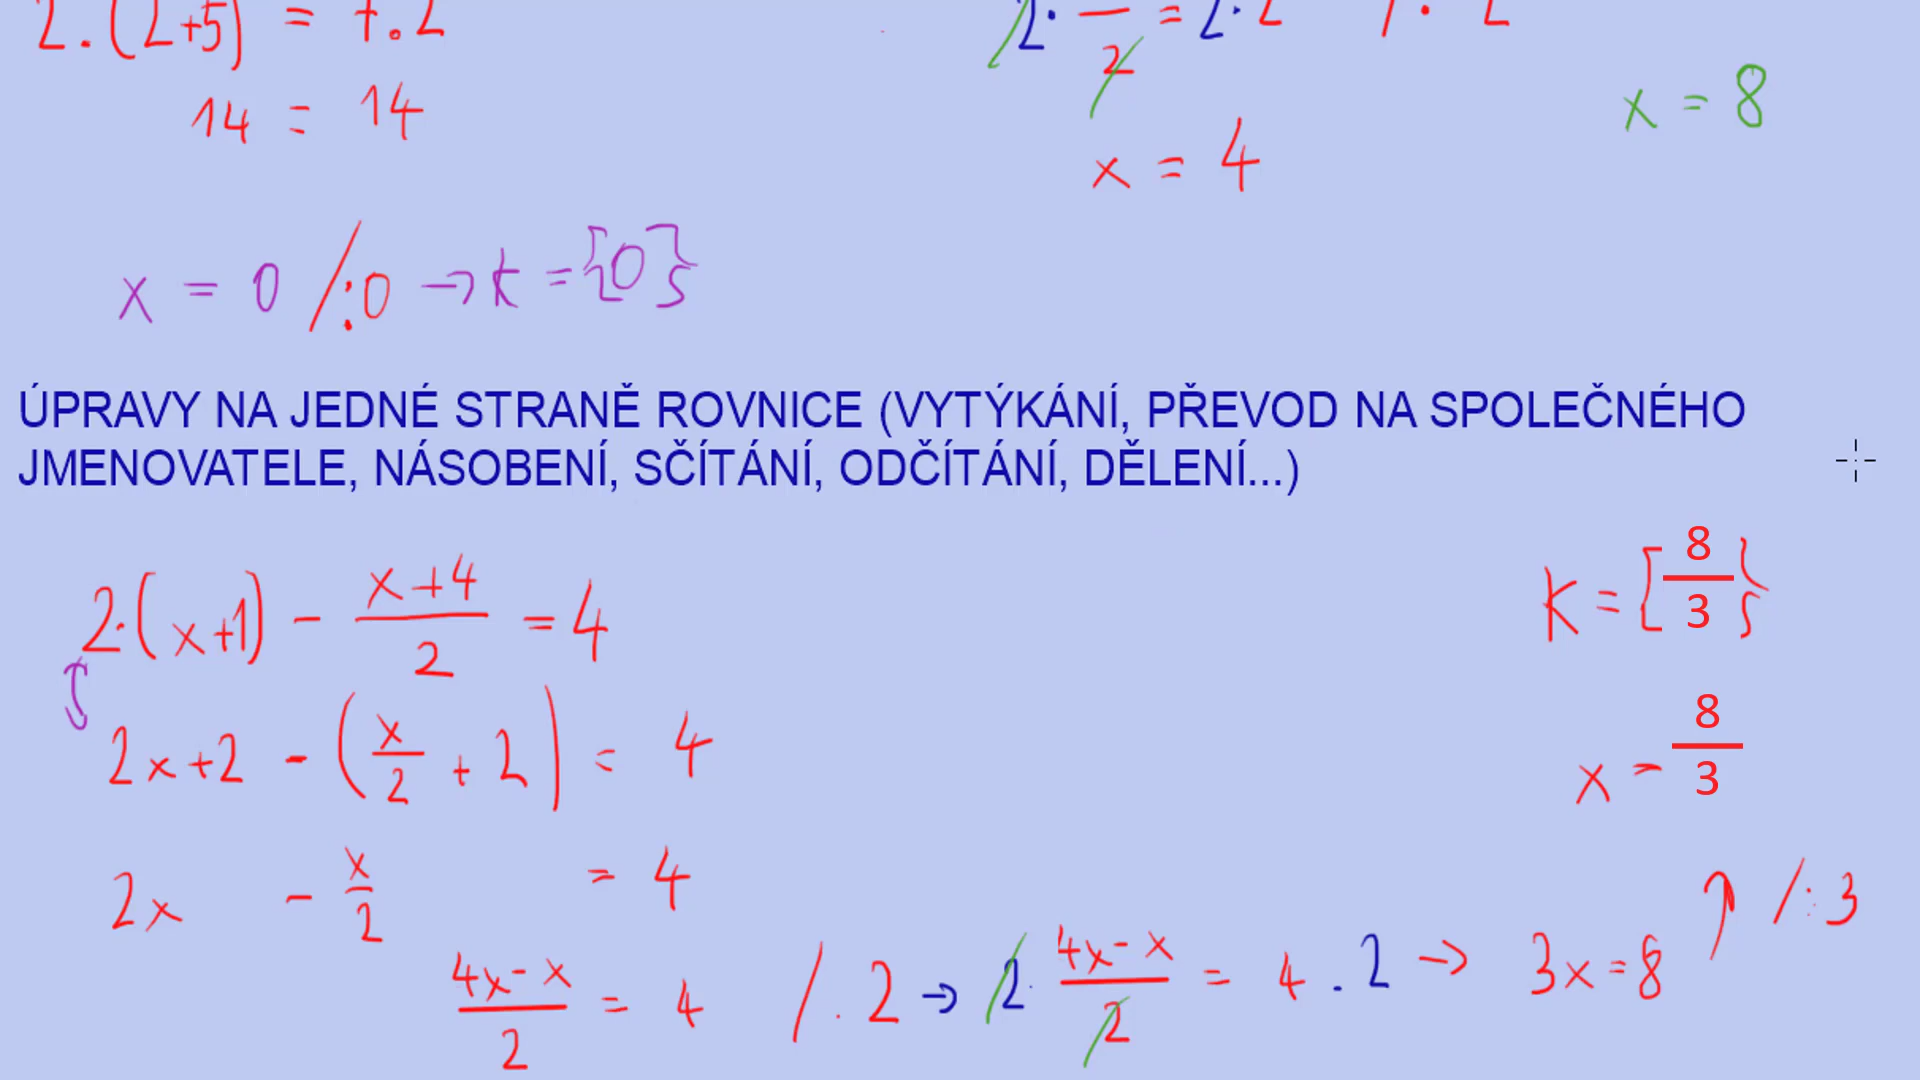 2.(2+5) = 7.2
14 = 14
2· — = 2·2 / · 2
2
x = 4
x = 8
x = 0 /:0 → K = {0}
ÚPRAVY NA JEDNÉ STRANĚ ROVNICE (VYTÝKÁNÍ, PŘEVOD NA SPOLEČNÉHO
JMENOVATELE, NÁSOBENÍ, SČÍTÁNÍ, ODČÍTÁNÍ, DĚLENÍ...)
2·(x+1) - (x+4)/2 = 4
2x+2 - (x/2 + 2) = 4
2x - x/2 = 4
(4x-x)/2 = 4 / . 2 → 2· (4x-x)/2 = 4 . 2 → 3x=8 ↑ /:3
x = 8/3
K = {8/3}